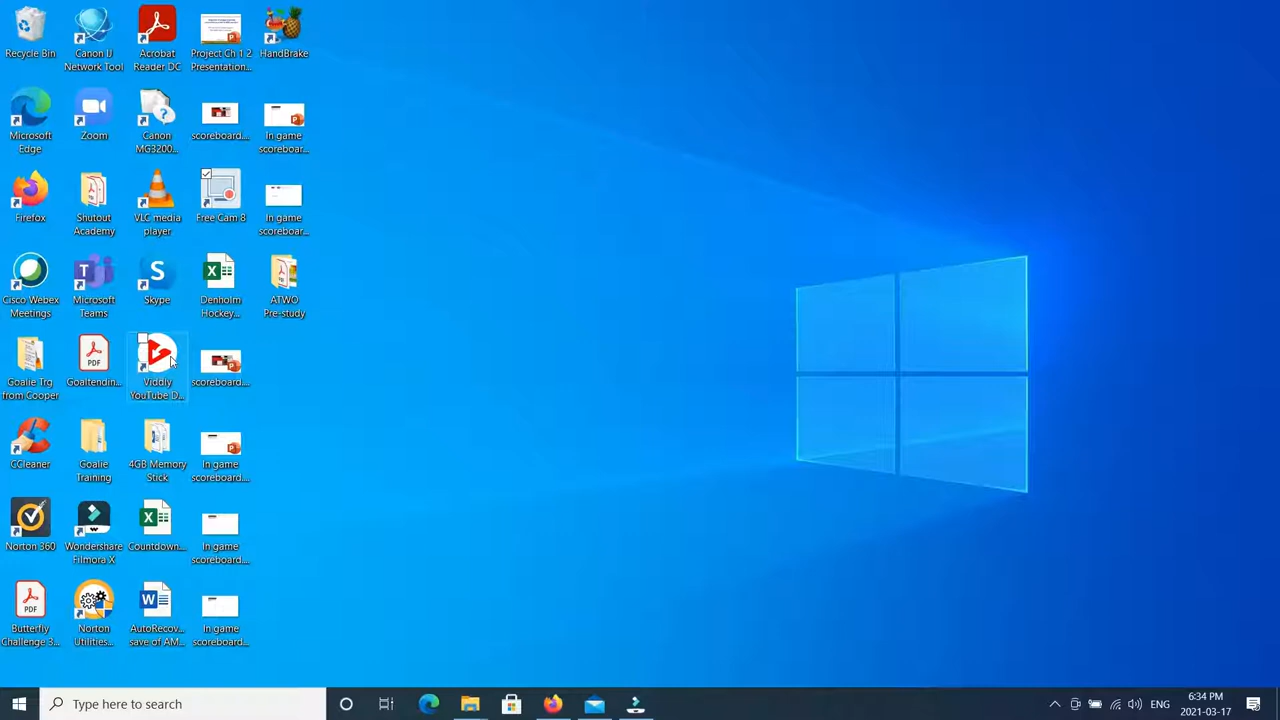 Recycle Bin
Canon IJ
Network Tool
Acrobat
Reader DC
Project Ch 1 2
Presentation...
HandBrake
Microsoft
Edge
Zoom
Canon
MG3200...
scoreboard....
In game
scoreboar...
Firefox
Shutout
Academy
VLC media
player
Free Cam 8
In game
scoreboar...
Cisco Webex
Meetings
Microsoft
Teams
Skype
Denholm
Hockey...
ATWO
Pre-study
Goalie Trg
from Cooper
PDF
Goaltendin...
Viddly
YouTube D...
scoreboard....
CCleaner
Goalie
Training
4GB Memory
Stick
In game
scoreboard...
Norton 360
Wondershare
Filmora X
Countdown...
In game
scoreboard...
PDF
Butterfly
Challenge 3...
Norton
Utilities...
AutoRecov...
save of AM...
In game
scoreboard...
Type here to search
ENG
6:34 PM
2021-03-17